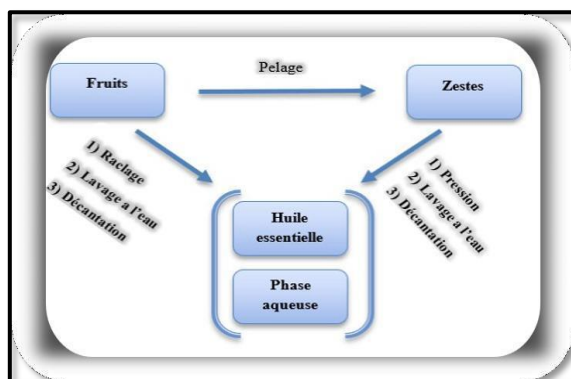 Pelage
Fruits
Zestes
1) Raclage
2) Lavage a l'eau
3) Décantation
1) Pression
2) Lavage a l'eau
3) Décantation
Huile
essentielle
Phase
aqueuse